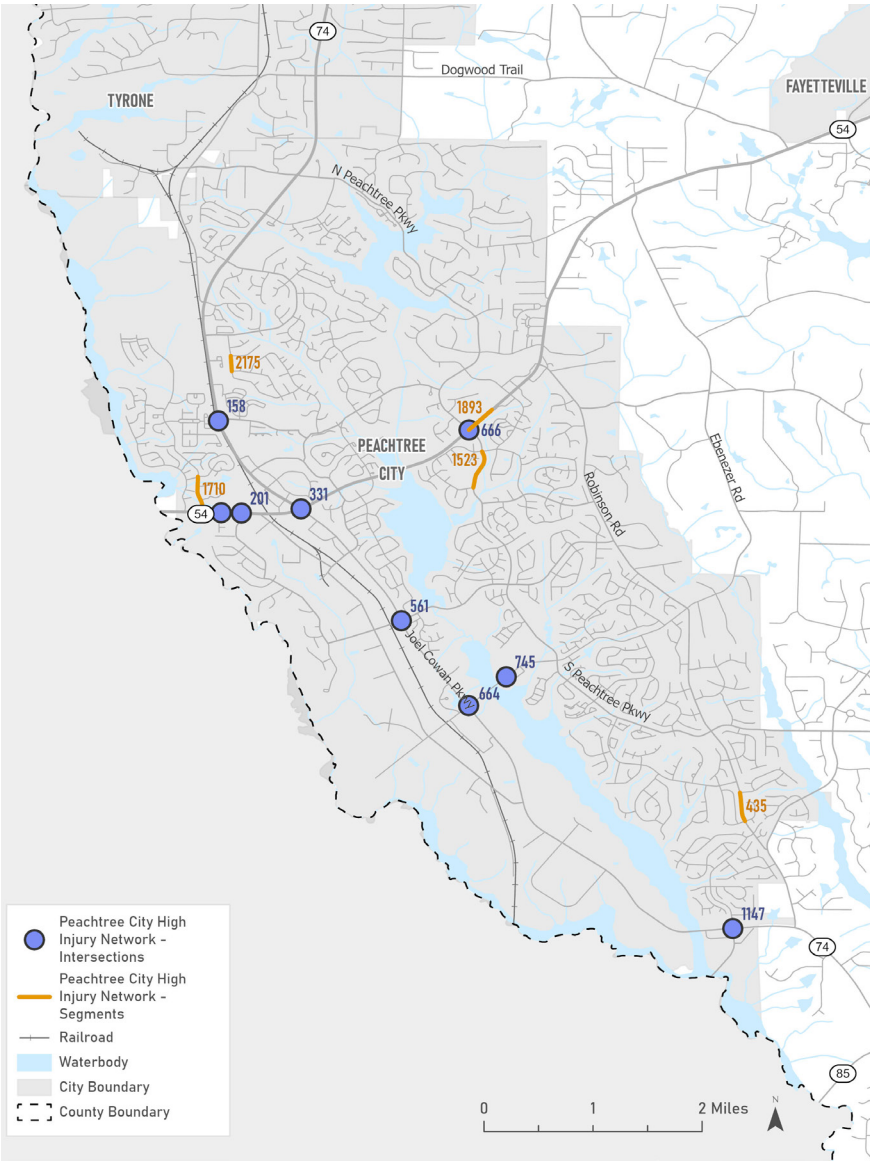 74
Dogwood Trail
TYRONE
FAYETTEVILLE
54
N Peachtree Pkwy
2175
158
1893
666
PEACHTREE
CITY
1523
Ebenezer Rd
Robinson Rd
1710
54
201
331
561
Joel Cowan Pkwy
745
664
S Peachtree Pkwy
435
1147
74
85
Peachtree City High
Injury Network -
Intersections
Peachtree City High
Injury Network -
Segments
Railroad
Waterbody
City Boundary
County Boundary
0 1 2 Miles
N